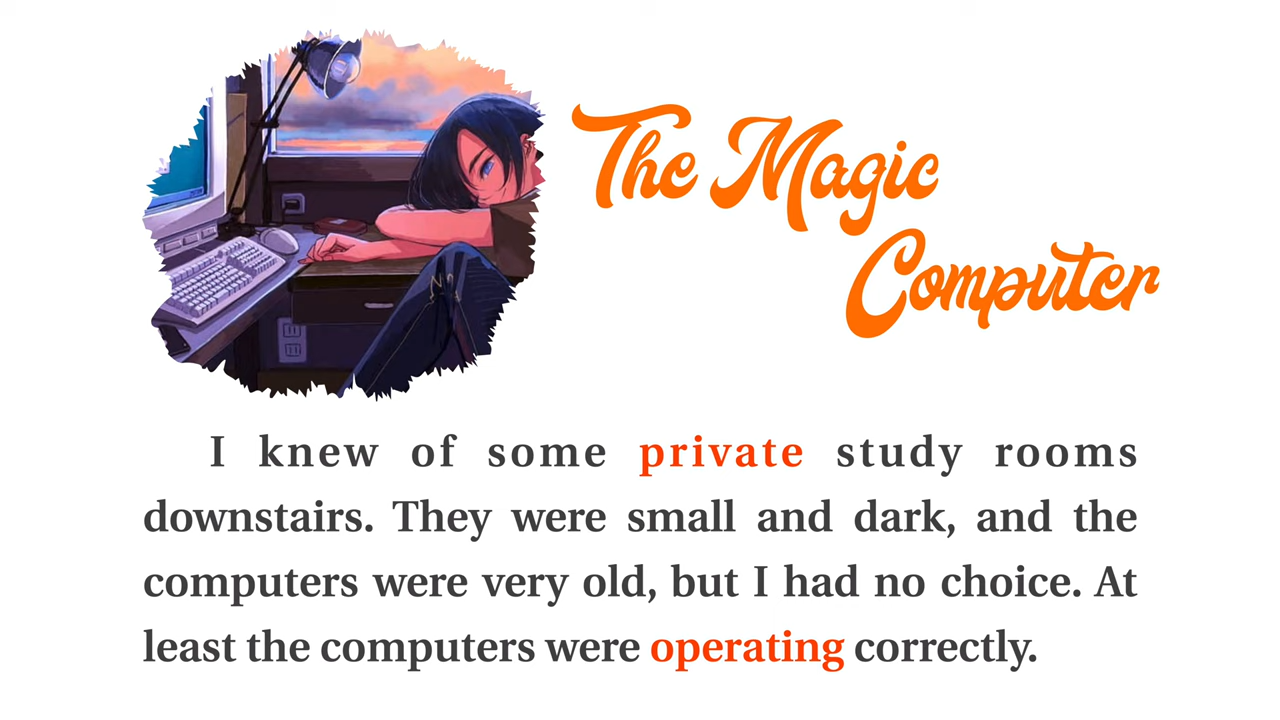 The Magic
Computer
I knew of some private study rooms
downstairs. They were small and dark, and the
computers were very old, but I had no choice. At
least the computers were operating correctly.